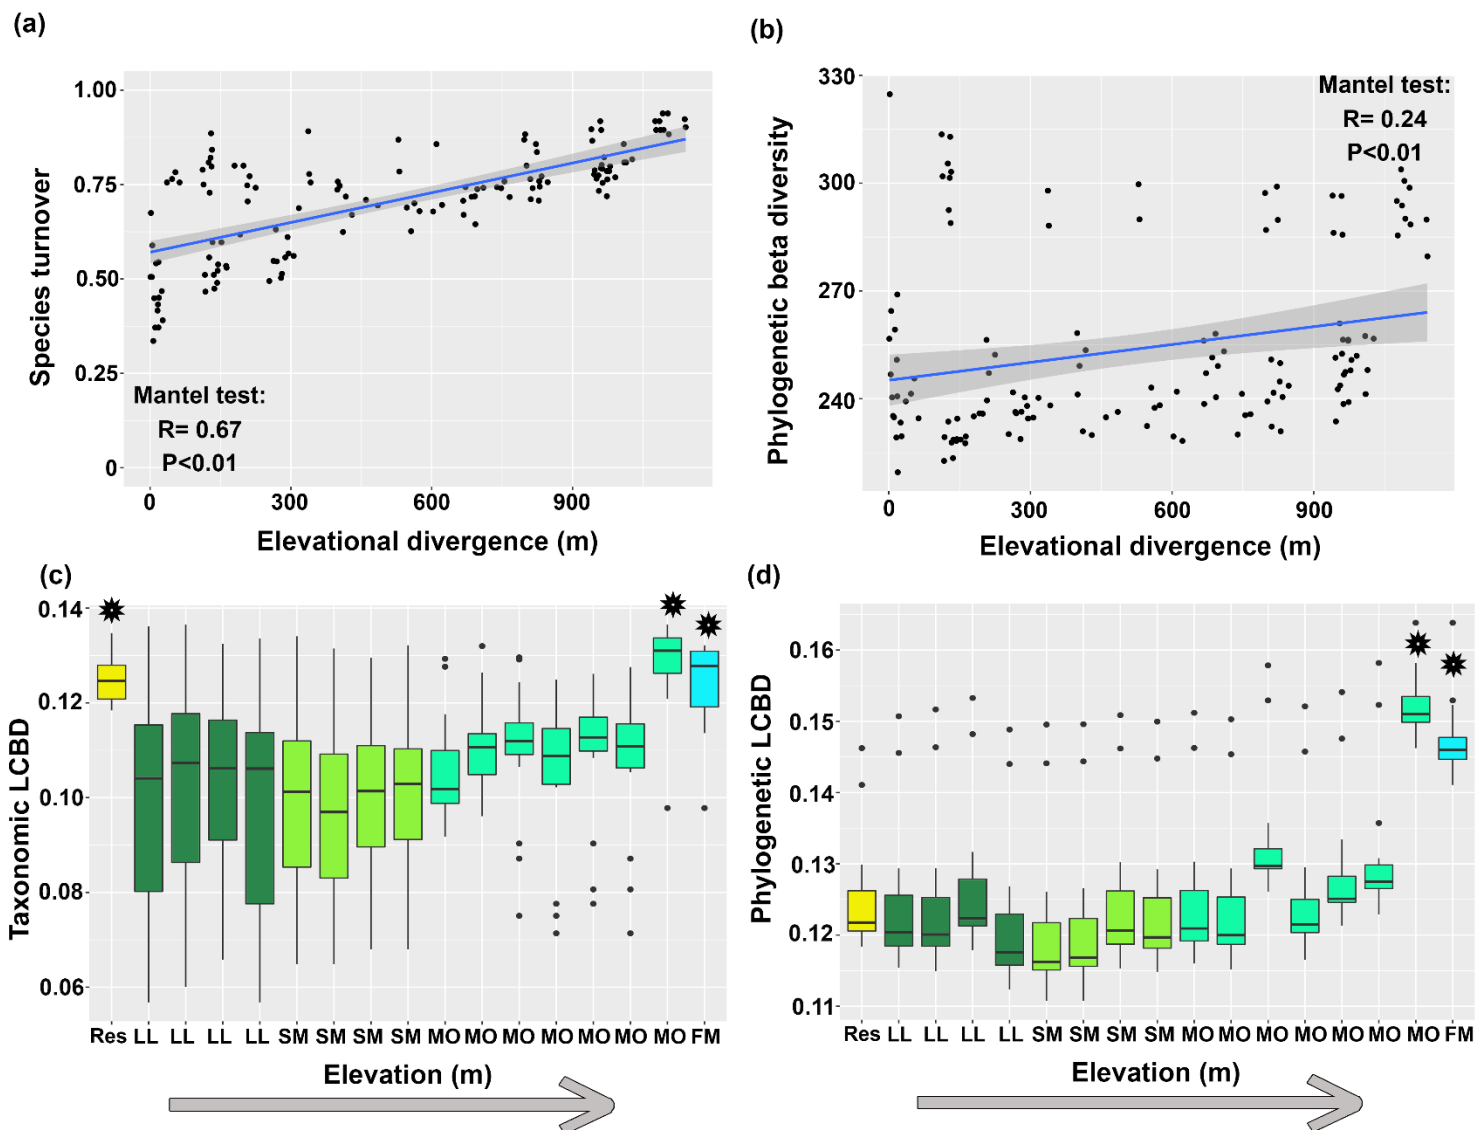 (a)
1.00
0.75
0.50
0.25
0
Species turnover
Mantel test:
R= 0.67
P<0.01
0 300 600 900
Elevational divergence (m)
(b)
330
300
270
240
Phylogenetic beta diversity
Mantel test:
R= 0.24
P<0.01
0 300 600 900
Elevational divergence (m)
(c)
0.14
0.12
0.10
0.08
0.06
Taxonomic LCBD
Res LL LL LL LL SM SM SM SM MO MO MO MO MO MO MO FM
Elevation (m)
(d)
0.16
0.15
0.14
0.13
0.12
0.11
Phylogenetic LCBD
Res LL LL LL LL SM SM SM SM MO MO MO MO MO MO MO FM
Elevation (m)